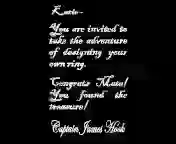 Katie-
You are invited to
take the adventure
of designing your
own ring.
Congrats Mate!
You found the
treasure!
Captain James Hook